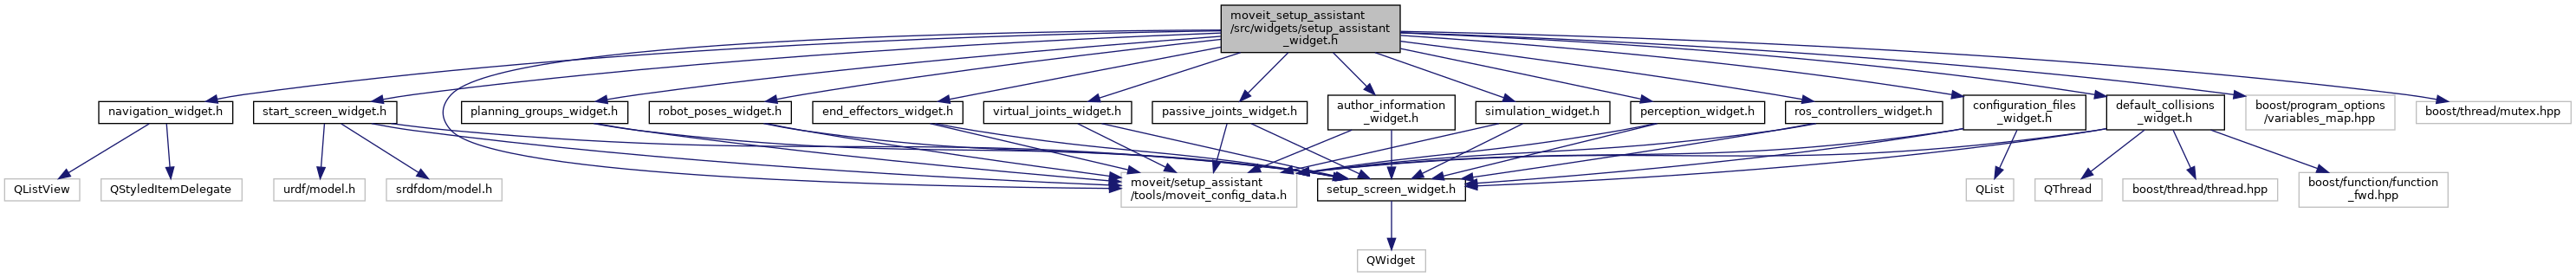 moveit_setup_assistant
/src/widgets/setup_assistant
_widget.h
navigation_widget.h
start_screen_widget.h
planning_groups_widget.h
robot_poses_widget.h
end_effectors_widget.h
virtual_joints_widget.h
passive_joints_widget.h
author_information
_widget.h
simulation_widget.h
perception_widget.h
ros_controllers_widget.h
configuration_files
_widget.h
default_collisions
_widget.h
boost/program_options
/variables_map.hpp
boost/thread/mutex.hpp
QListView
QStyledItemDelegate
urdf/model.h
srdfdom/model.h
moveit/setup_assistant
/tools/moveit_config_data.h
setup_screen_widget.h
QList
QThread
boost/thread/thread.hpp
boost/function/function
_fwd.hpp
QWidget